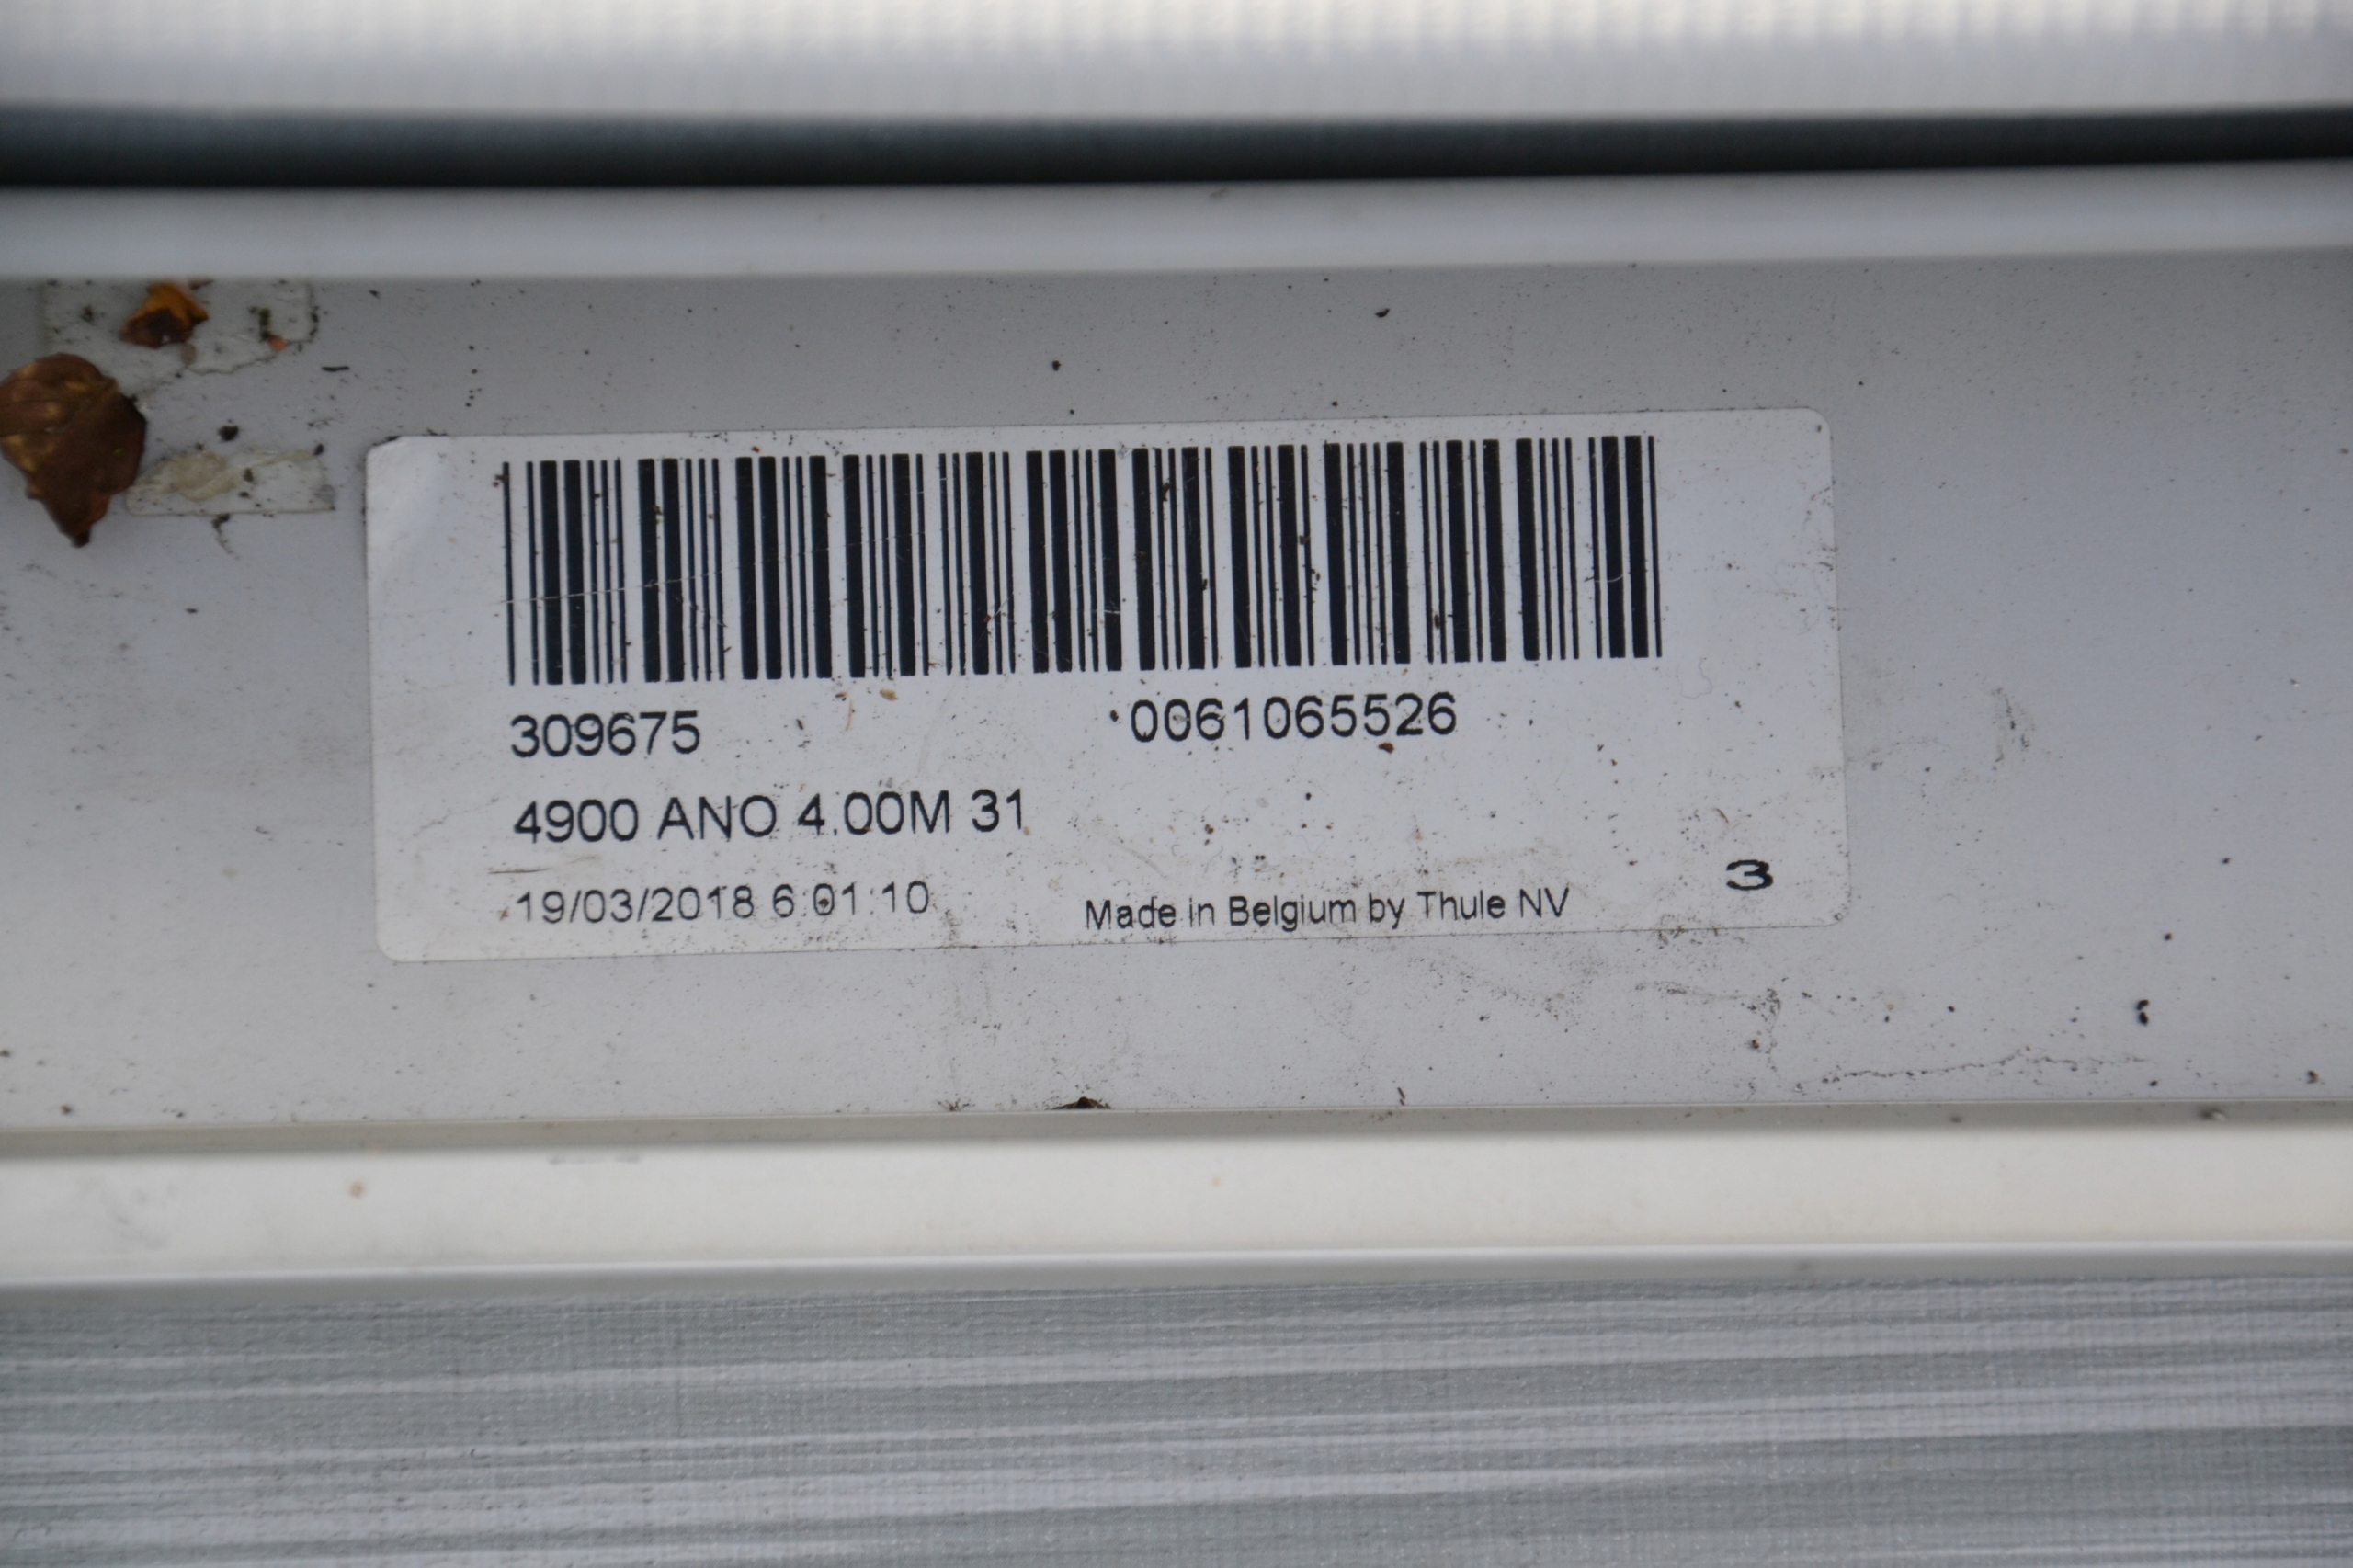 309675 0061065526
4900 ANO 4.00M 31
19/03/2018 6:01:10 Made in Belgium by Thule NV 3